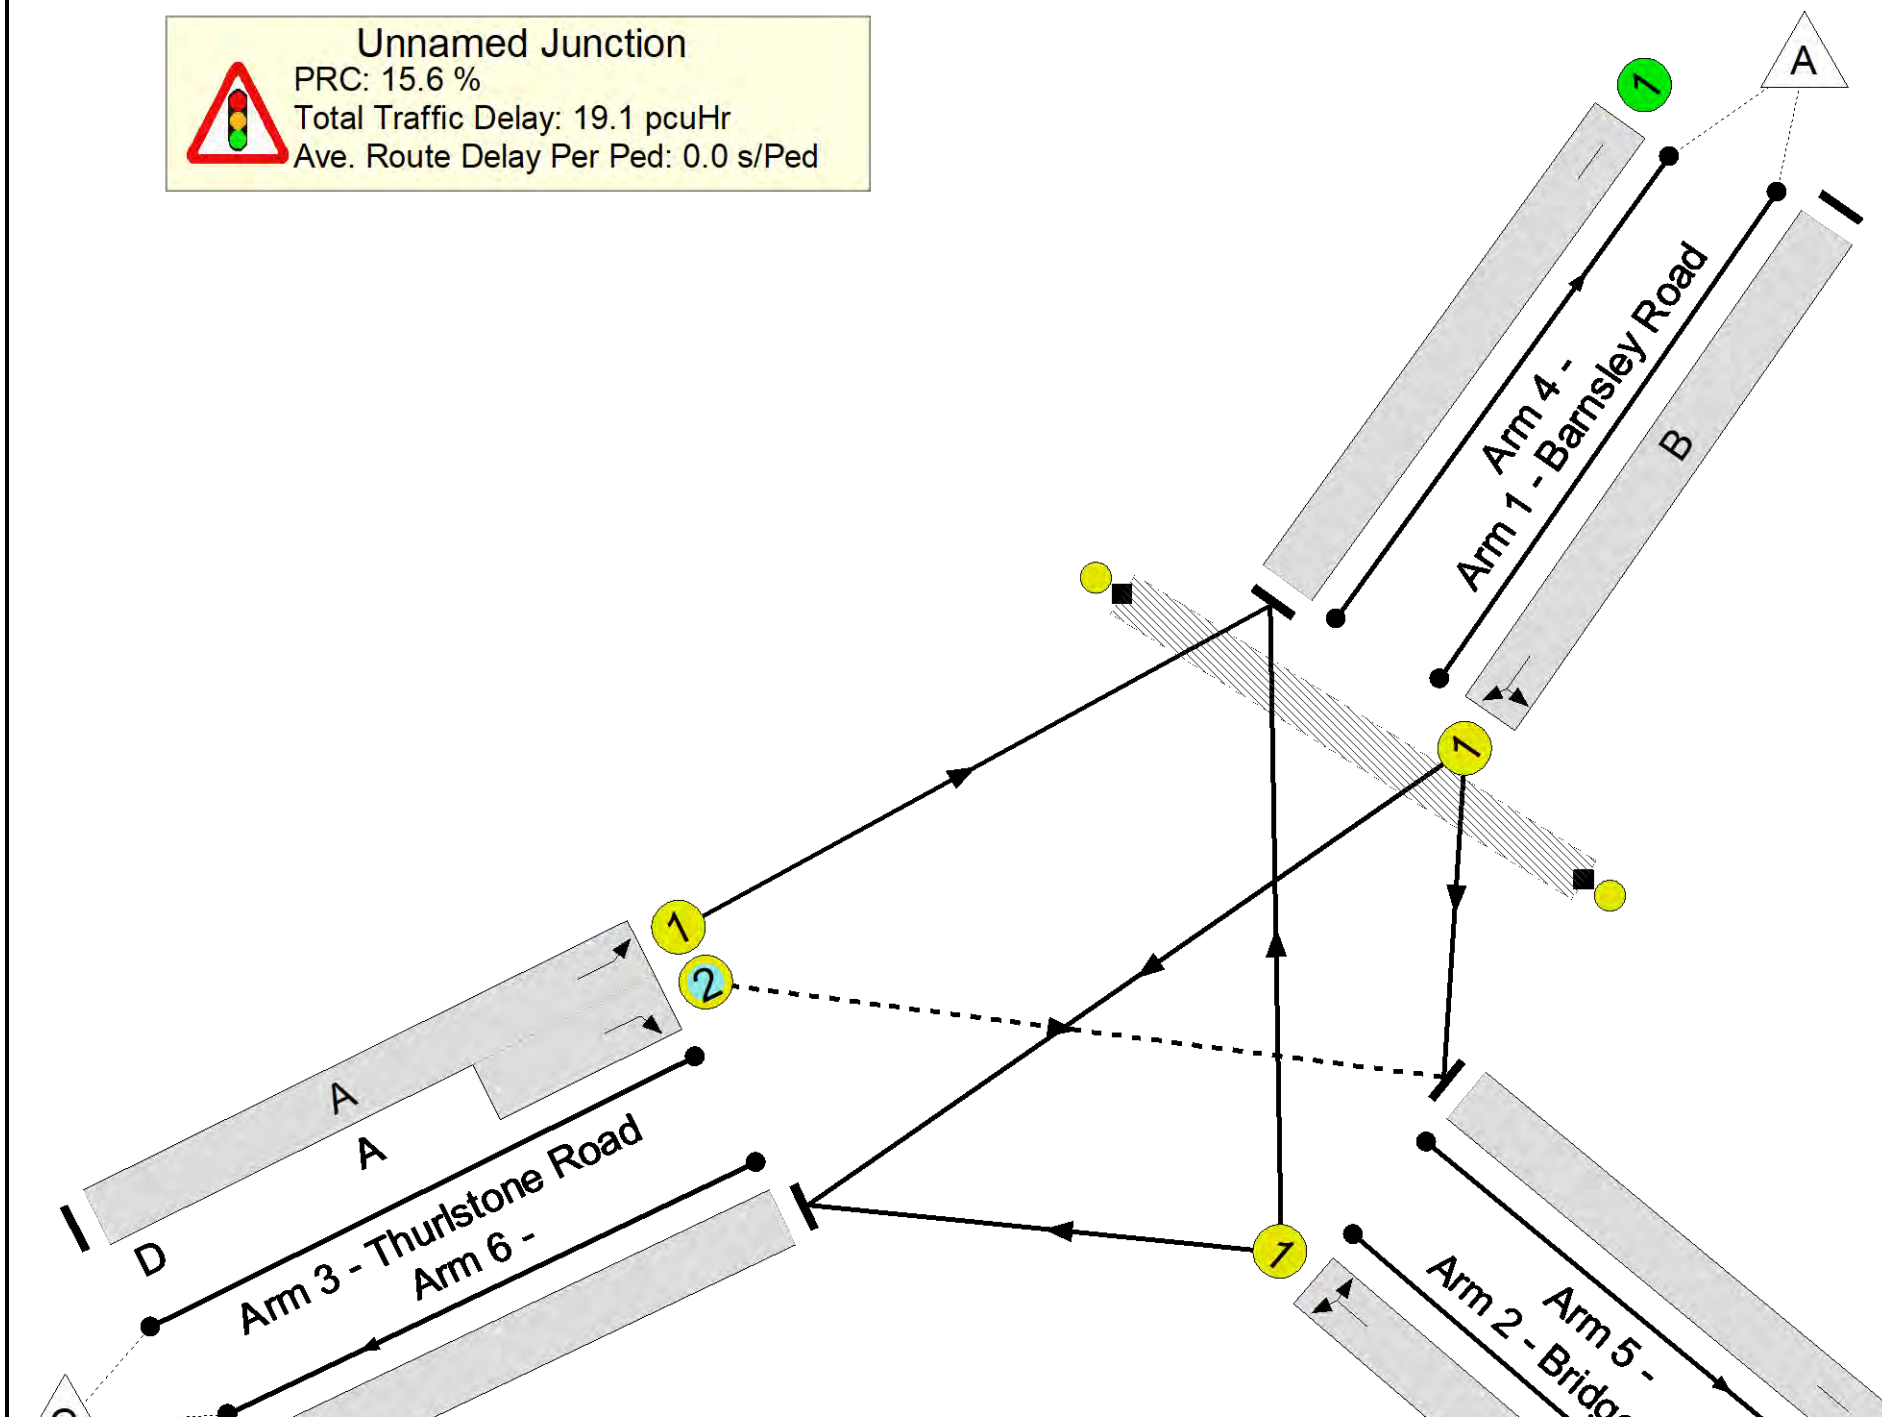 Unnamed Junction
PRC: 15.6 %
Total Traffic Delay: 19.1 pcuHr
Ave. Route Delay Per Ped: 0.0 s/Ped
A
1
Arm 4 -
Arm 1 - Barnsley Road
B
1
1
2
A
A
D
Arm 3 - Thurlstone Road
Arm 6 -
1
Arm 5 -
Arm 2 - Bridge